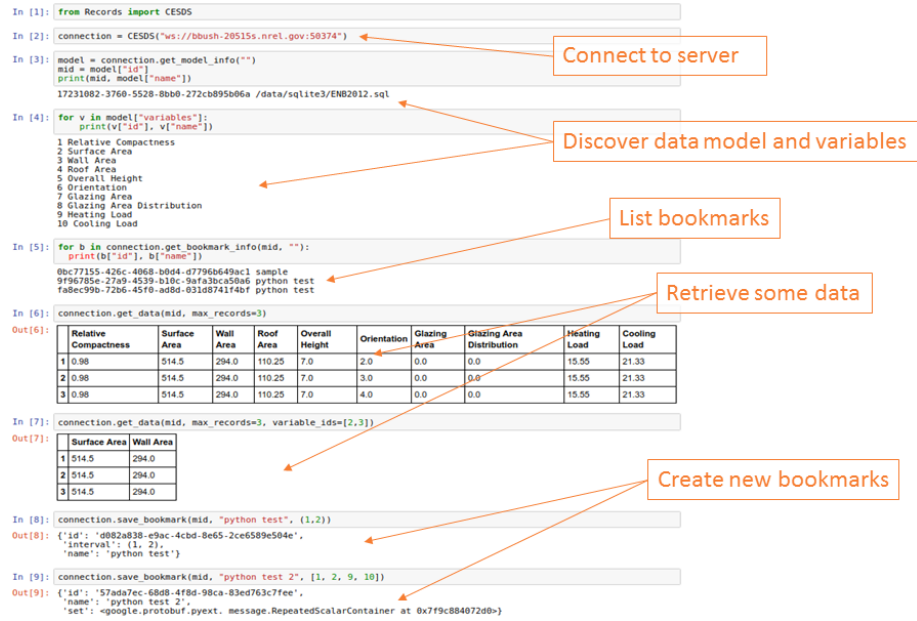 In [1]: from Records import CESDS
In [2]: connection = CESDS("ws://bbush-20515s.nrel.gov:50374")
Connect to server
In [3]: model = connection.get_model_info("")
mid = model["id"]
print(mid, model["name"])
17231082-3760-5528-8bb0-272cb895b06a /data/sqlite3/ENB2012.sql
In [4]: for v in model["variables"]:
print(v["id"], v["name"])
Discover data model and variables
1 Relative Compactness
2 Surface Area
3 Wall Area
4 Roof Area
5 Overall Height
6 Orientation
7 Glazing Area
8 Glazing Area Distribution
9 Heating Load
10 Cooling Load
List bookmarks
In [5]: for b in connection.get_bookmark_info(mid, ""):
print(b["id"], b["name"])
0bc77155-426c-4068-b0d4-d7796b649ac1 sample
9f96785e-27a9-4539-b10c-9afa3bca50a6 python test
fa8ec99b-72b6-45f0-ad8d-031d8741f4bf python test
Retrieve some data
In [6]: connection.get_data(mid, max_records=3)
Out[6]:
Relative Compactness Surface Area Wall Area Roof Area Overall Height Orientation Glazing Area Glazing Area Distribution Heating Load Cooling Load
1 0.98 514.5 294.0 110.25 7.0 2.0 0.0 0.0 15.55 21.33
2 0.98 514.5 294.0 110.25 7.0 3.0 0.0 0.0 15.55 21.33
3 0.98 514.5 294.0 110.25 7.0 4.0 0.0 0.0 15.55 21.33
In [7]: connection.get_data(mid, max_records=3, variable_ids=[2,3])
Out[7]:
Surface Area Wall Area
1 514.5 294.0
2 514.5 294.0
3 514.5 294.0
Create new bookmarks
In [8]: connection.save_bookmark(mid, "python test", (1,2))
Out[8]: {'id': 'd082a838-e9ac-4cbd-8e65-2ce6589e504e',
'interval': (1, 2),
'name': 'python test'}
In [9]: connection.save_bookmark(mid, "python test 2", [1, 2, 9, 10])
Out[9]: {'id': '57ada7ec-68d8-4f8d-98ca-83ed763c7fee',
'name': 'python test 2',
'set': <google.protobuf.pyext._message.RepeatedScalarContainer at 0x7f9c884072d0>}